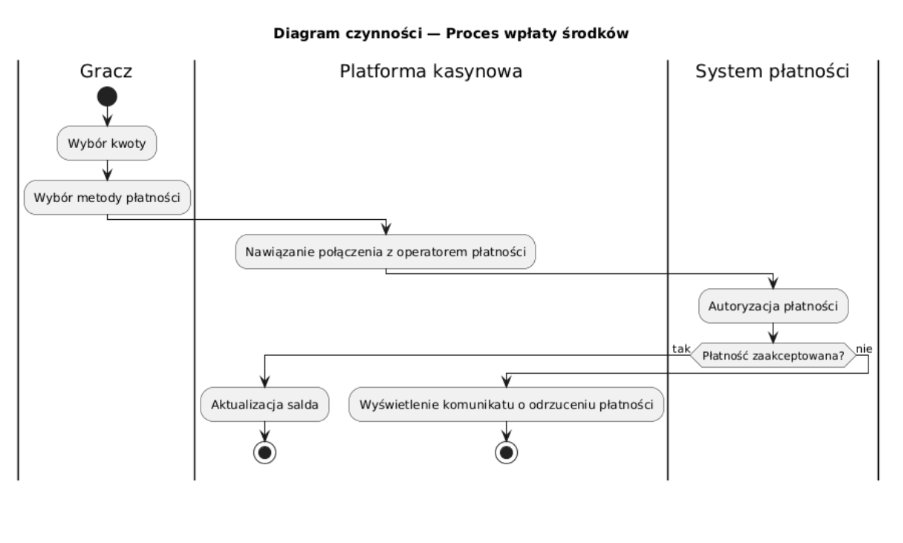 Diagram czynności — Proces wpłaty środków
Gracz
Platforma kasynowa
System płatności
Wybór kwoty
Wybór metody płatności
Nawiązanie połączenia z operatorem płatności
Autoryzacja płatności
tak
Płatność zaakceptowana?
nie
Aktualizacja salda
Wyświetlenie komunikatu o odrzuceniu płatności